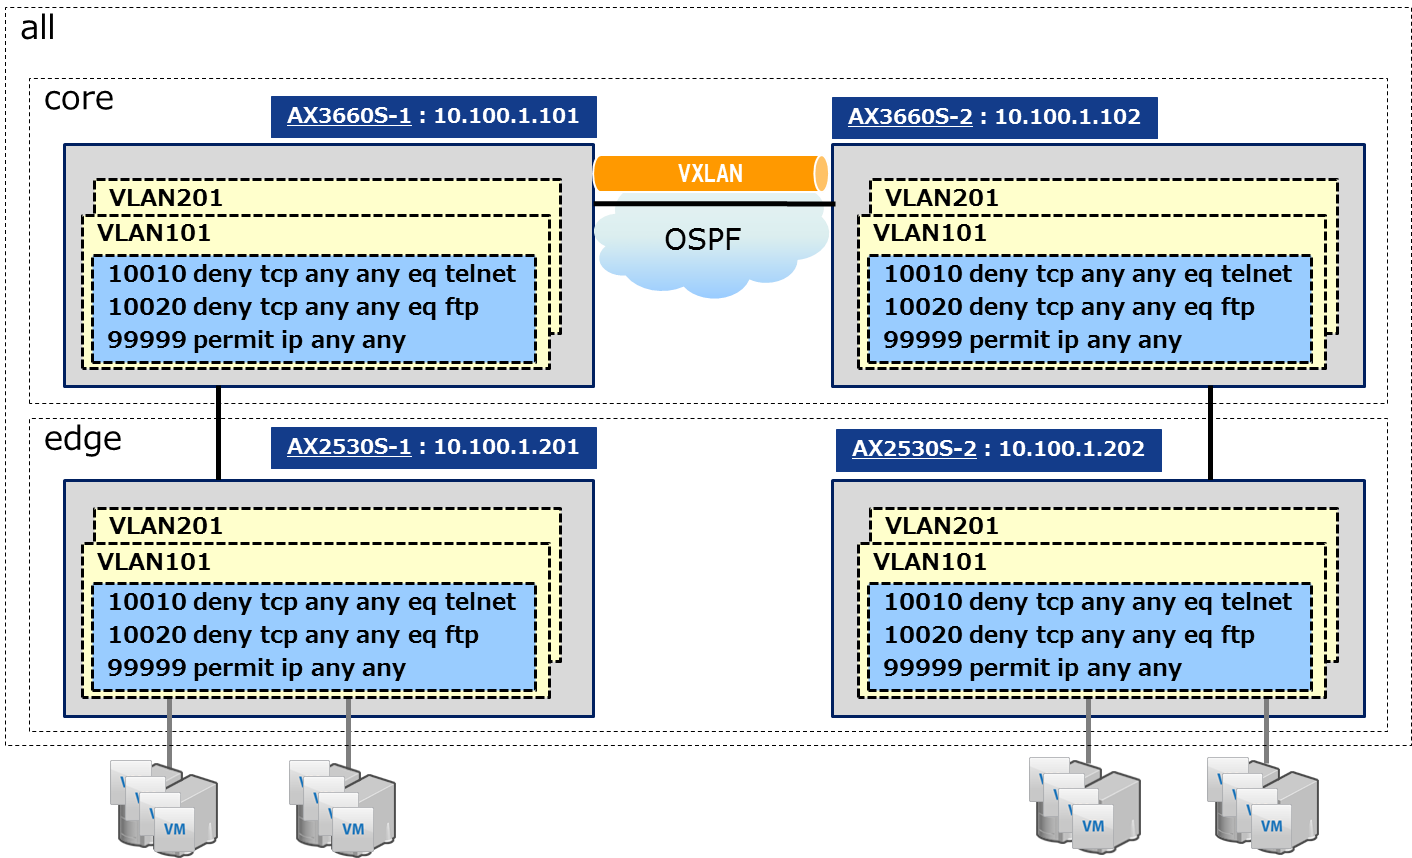 all
core
AX3660S-1 : 10.100.1.101
AX3660S-2 : 10.100.1.102
VLAN201
VLAN101
10010 deny tcp any any eq telnet
10020 deny tcp any any eq ftp
99999 permit ip any any
VXLAN
OSPF
VLAN201
VLAN101
10010 deny tcp any any eq telnet
10020 deny tcp any any eq ftp
99999 permit ip any any
edge
AX2530S-1 : 10.100.1.201
AX2530S-2 : 10.100.1.202
VLAN201
VLAN101
10010 deny tcp any any eq telnet
10020 deny tcp any any eq ftp
99999 permit ip any any
VLAN201
VLAN101
10010 deny tcp any any eq telnet
10020 deny tcp any any eq ftp
99999 permit ip any any
VM
VM
VM
VM